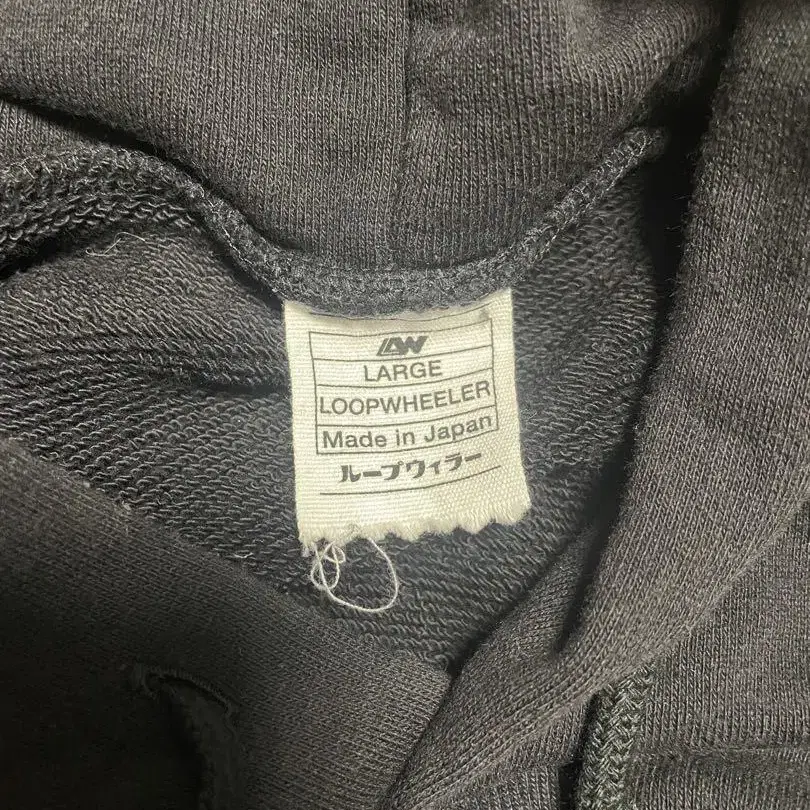 LW
LARGE
LOOPWHEELER
Made in Japan
ループウィラー